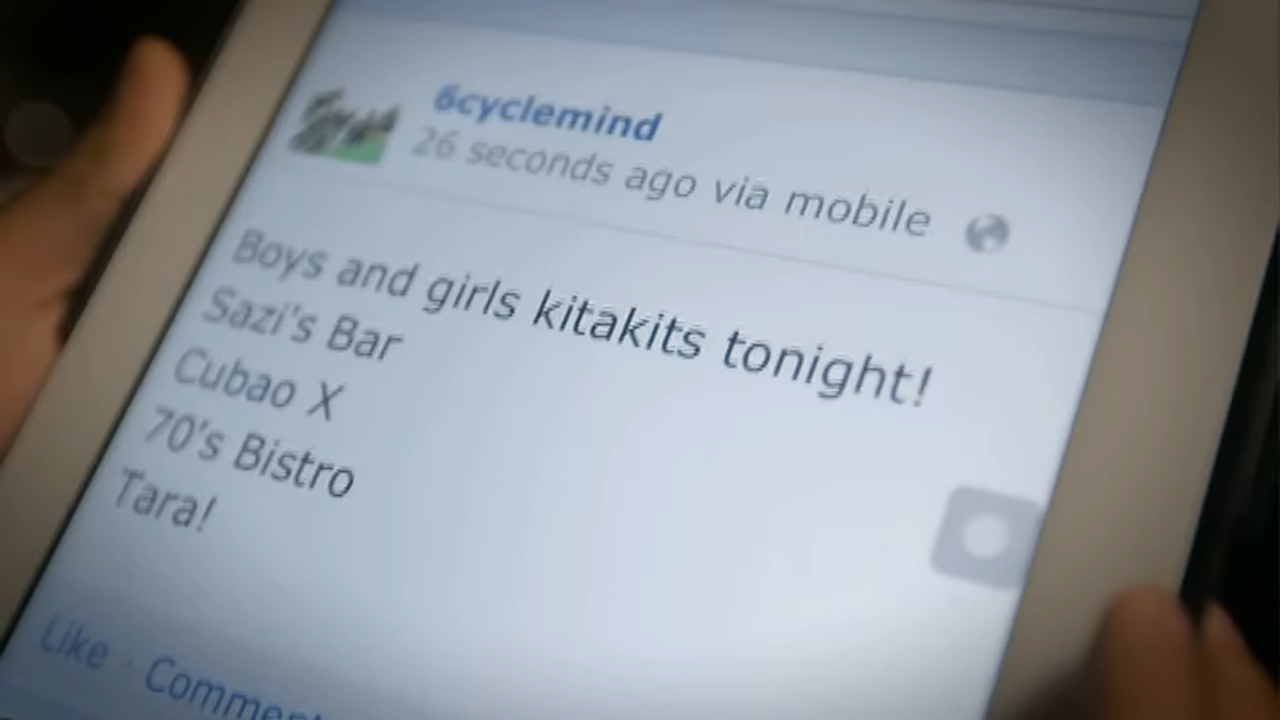 6cyclemind
26 seconds ago via mobile
Boys and girls kitakits tonight!
Sazi's Bar
Cubao X
70's Bistro
Tara!
Like · Comment